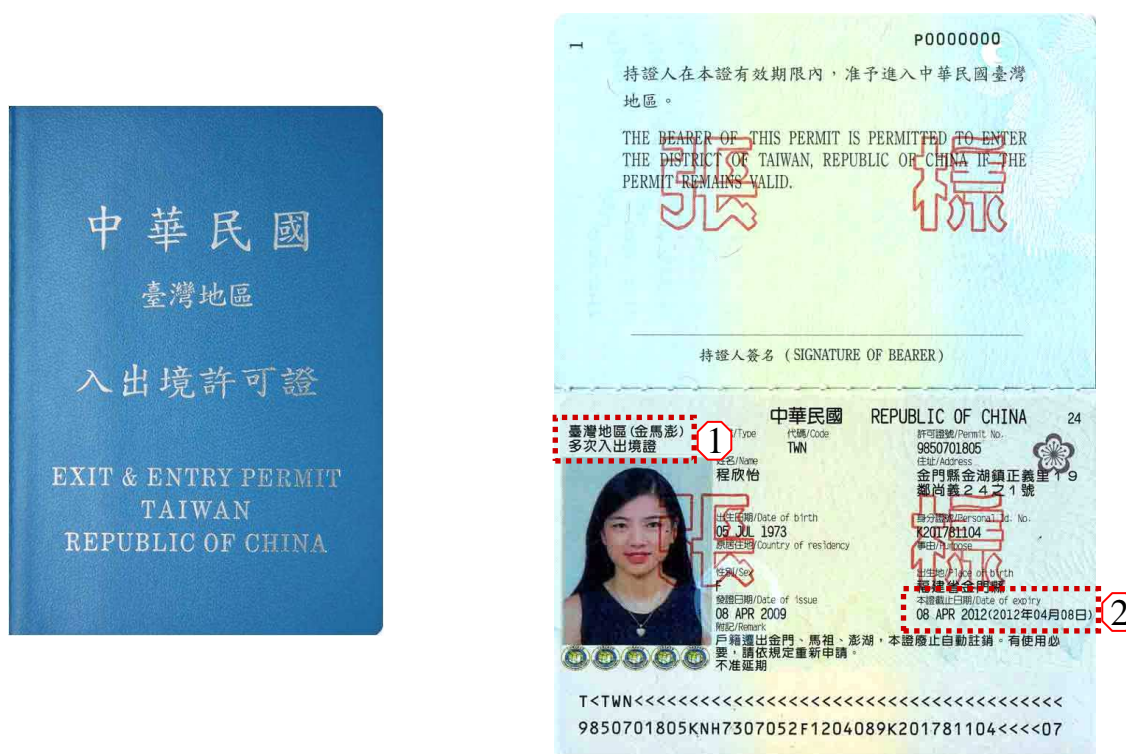 中華民國
臺灣地區
入出境許可證
EXIT & ENTRY PERMIT
TAIWAN
REPUBLIC OF CHINA
1
P0000000
持證人在本證有效期限內，准予進入中華民國臺灣
地區。
THE BEARER OF THIS PERMIT IS PERMITTED TO ENTER
THE DISTRICT OF TAIWAN, REPUBLIC OF CHINA IF THE
PERMIT REMAINS VALID.
張 樣
持證人簽名 (SIGNATURE OF BEARER)
中華民國 REPUBLIC OF CHINA 24
臺灣地區(金馬澎)
多次入出境證
1
/Type
代碼/Code
TWN
許可證號/Permit No.
9850701805
姓名/Name
程欣怡
住址/Address
金門縣金湖鎮正義里19
鄰尚義24之1號
出生日期/Date of birth
05 JUL 1973
身分證號/Personal Id. No.
K201781104
原居住地/Country of residency
事由/Purpose
性別/Sex
F
出生地/Place of birth
福建省金門縣
發證日期/Date of issue
08 APR 2009
本證截止日期/Date of expiry
08 APR 2012(2012年04月08日)
2
附記/Remark
戶籍遷出金門、馬祖、澎湖，本證廢止自動註銷。有使用必
要，請依規定重新申請。
不准延期
張 樣
T<TWN<<<<<<<<<<<<<<<<<<<<<<<<<<<<<<<<<<<<<<<
9850701805KNH7307052F1204089K201781104<<<<07